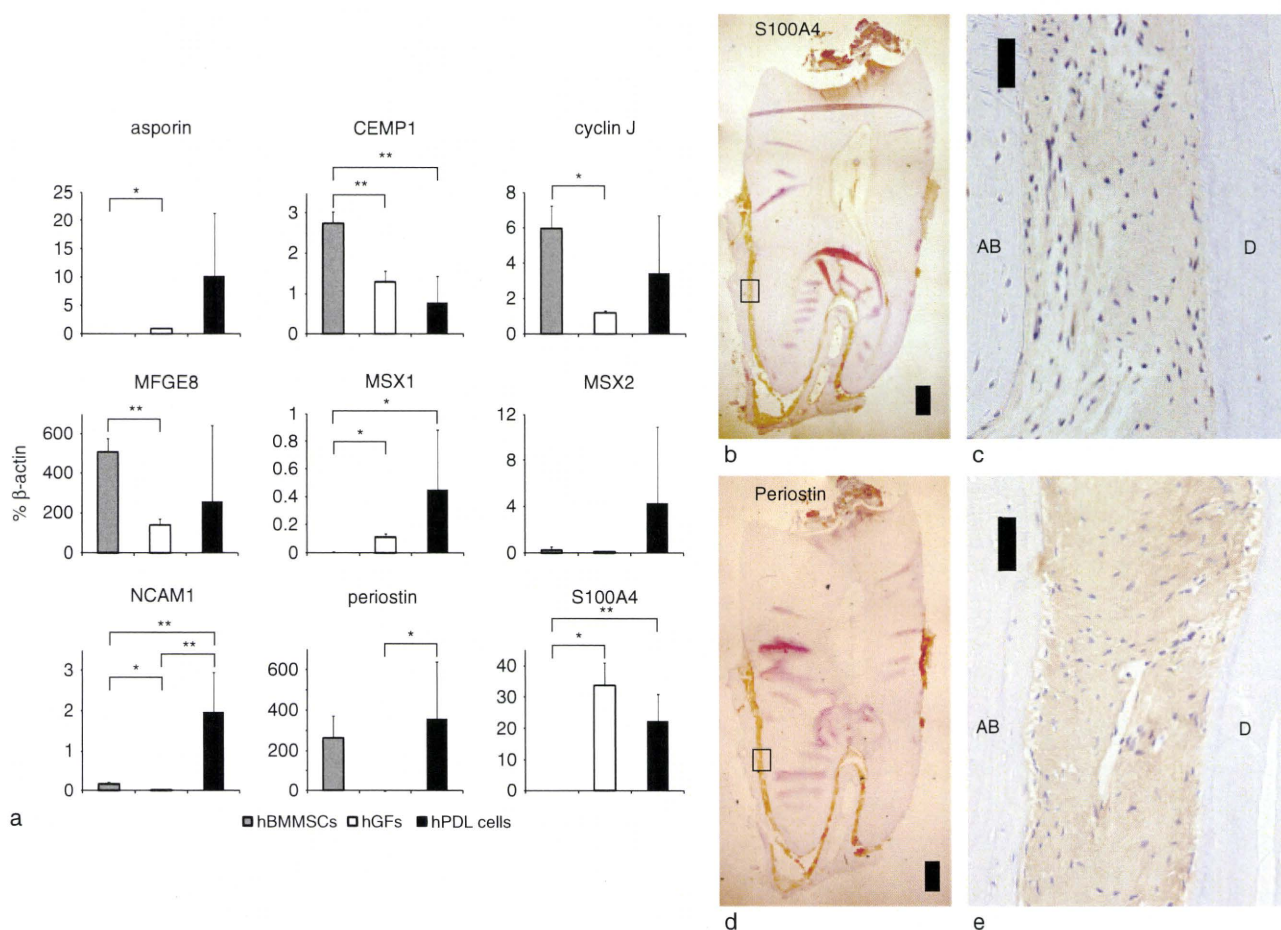 asporin
CEMP1
cyclin J
25
20
15
10
5
0
*
3
2
1
0
**
**
8
6
4
2
0
*
MFGE8
MSX1
MSX2
% β-actin
600
400
200
0
**
1
0.8
0.6
0.4
0.2
0
*
*
12
8
4
0
NCAM1
periostin
S100A4
3
2
1
0
**
**
*
600
400
200
0
*
40
30
20
10
0
**
*
a
hBMMSCs hGFs hPDL cells
S100A4
b
AB
D
c
Periostin
d
AB
D
e